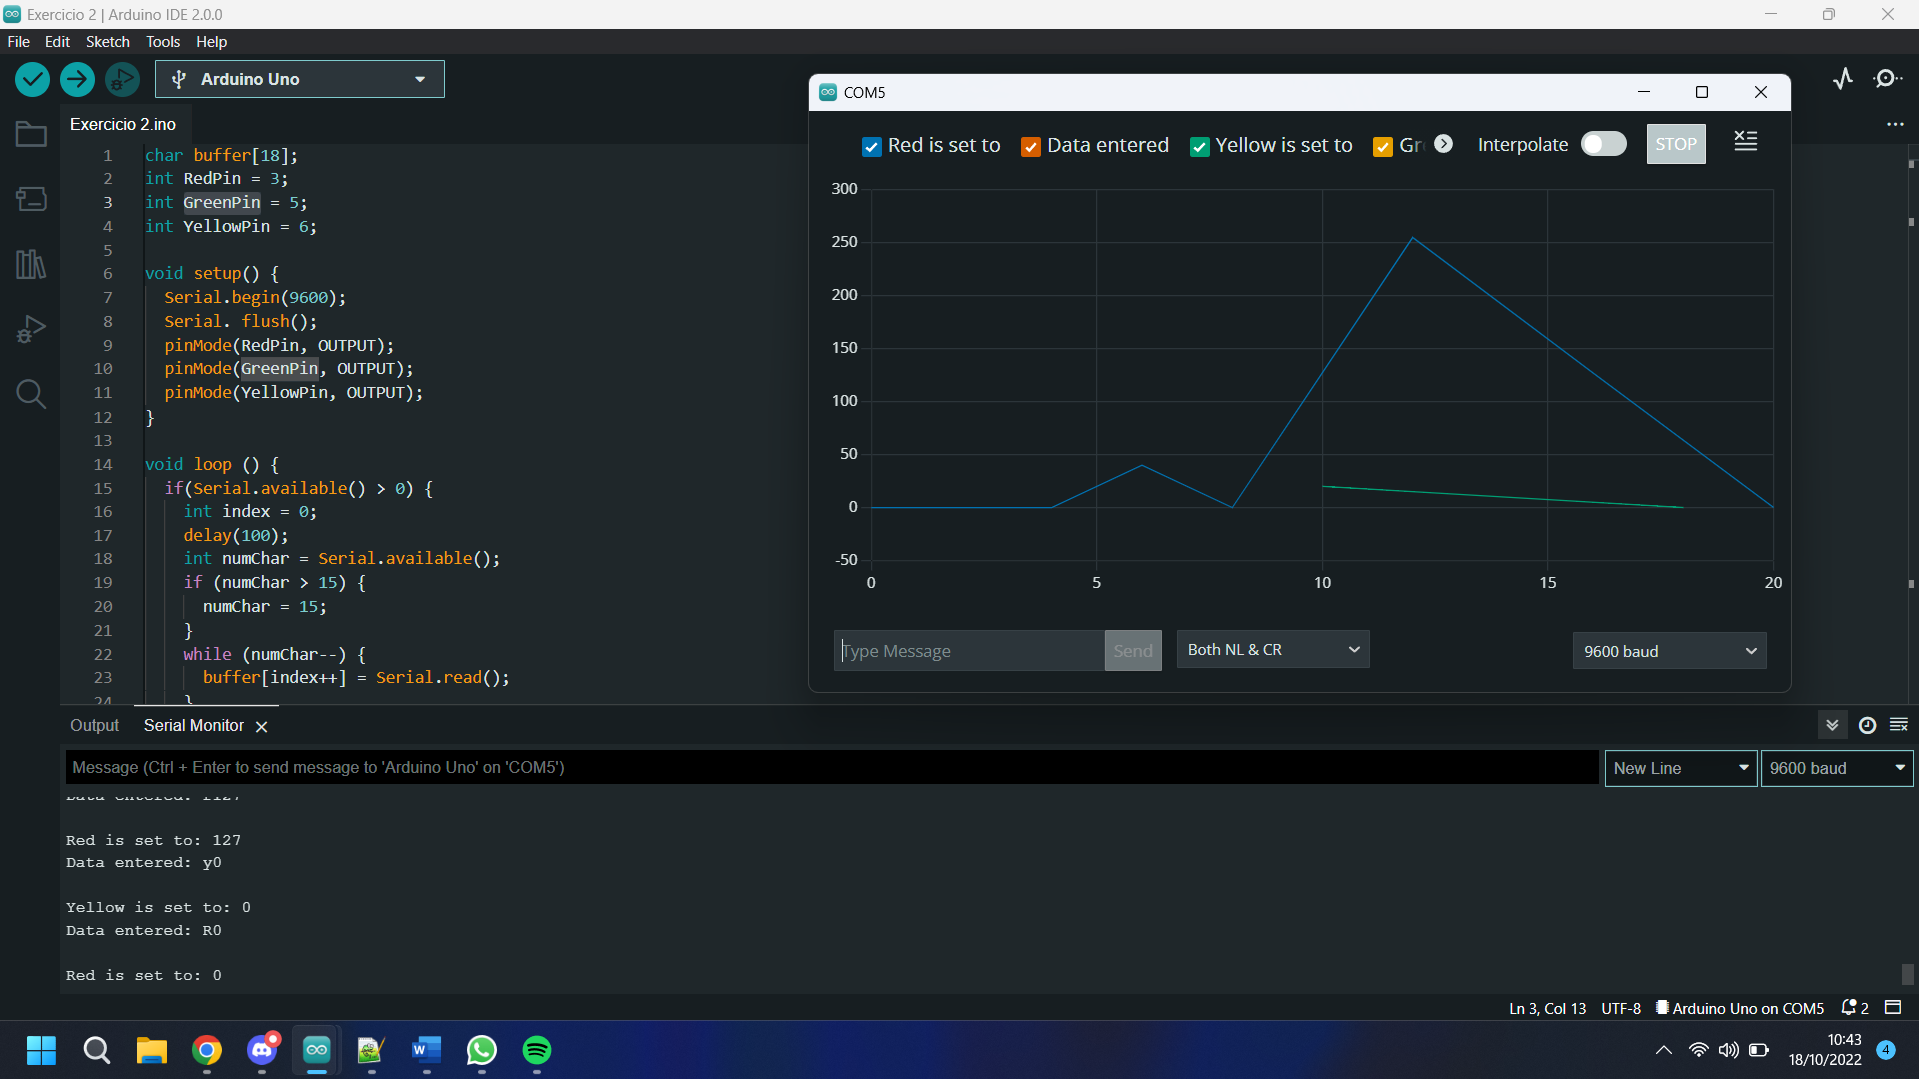 Exercicio 2 | Arduino IDE 2.0.0
File Edit Sketch Tools Help
Arduino Uno
Exercicio 2.ino
1 char buffer[18];
2 int RedPin = 3;
3 int GreenPin = 5;
4 int YellowPin = 6;
5
6 void setup() {
7 Serial.begin(9600);
8 Serial. flush();
9 pinMode(RedPin, OUTPUT);
10 pinMode(GreenPin, OUTPUT);
11 pinMode(YellowPin, OUTPUT);
12 }
13
14 void loop () {
15 if(Serial.available() > 0) {
16 int index = 0;
17 delay(100);
18 int numChar = Serial.available();
19 if (numChar > 15) {
20 numChar = 15;
21 }
22 while (numChar--) {
23 buffer[index++] = Serial.read();
24 }
COM5
Red is set to Data entered Yellow is set to Gr Interpolate STOP
300
250
200
150
100
50
0
-50
0 5 10 15 20
Type Message Send Both NL & CR 9600 baud
Output Serial Monitor
Message (Ctrl + Enter to send message to 'Arduino Uno' on 'COM5')
New Line 9600 baud
Red is set to: 127
Data entered: y0
Yellow is set to: 0
Data entered: R0
Red is set to: 0
Ln 3, Col 13 UTF-8 Arduino Uno on COM5 2
10:43
18/10/2022 4